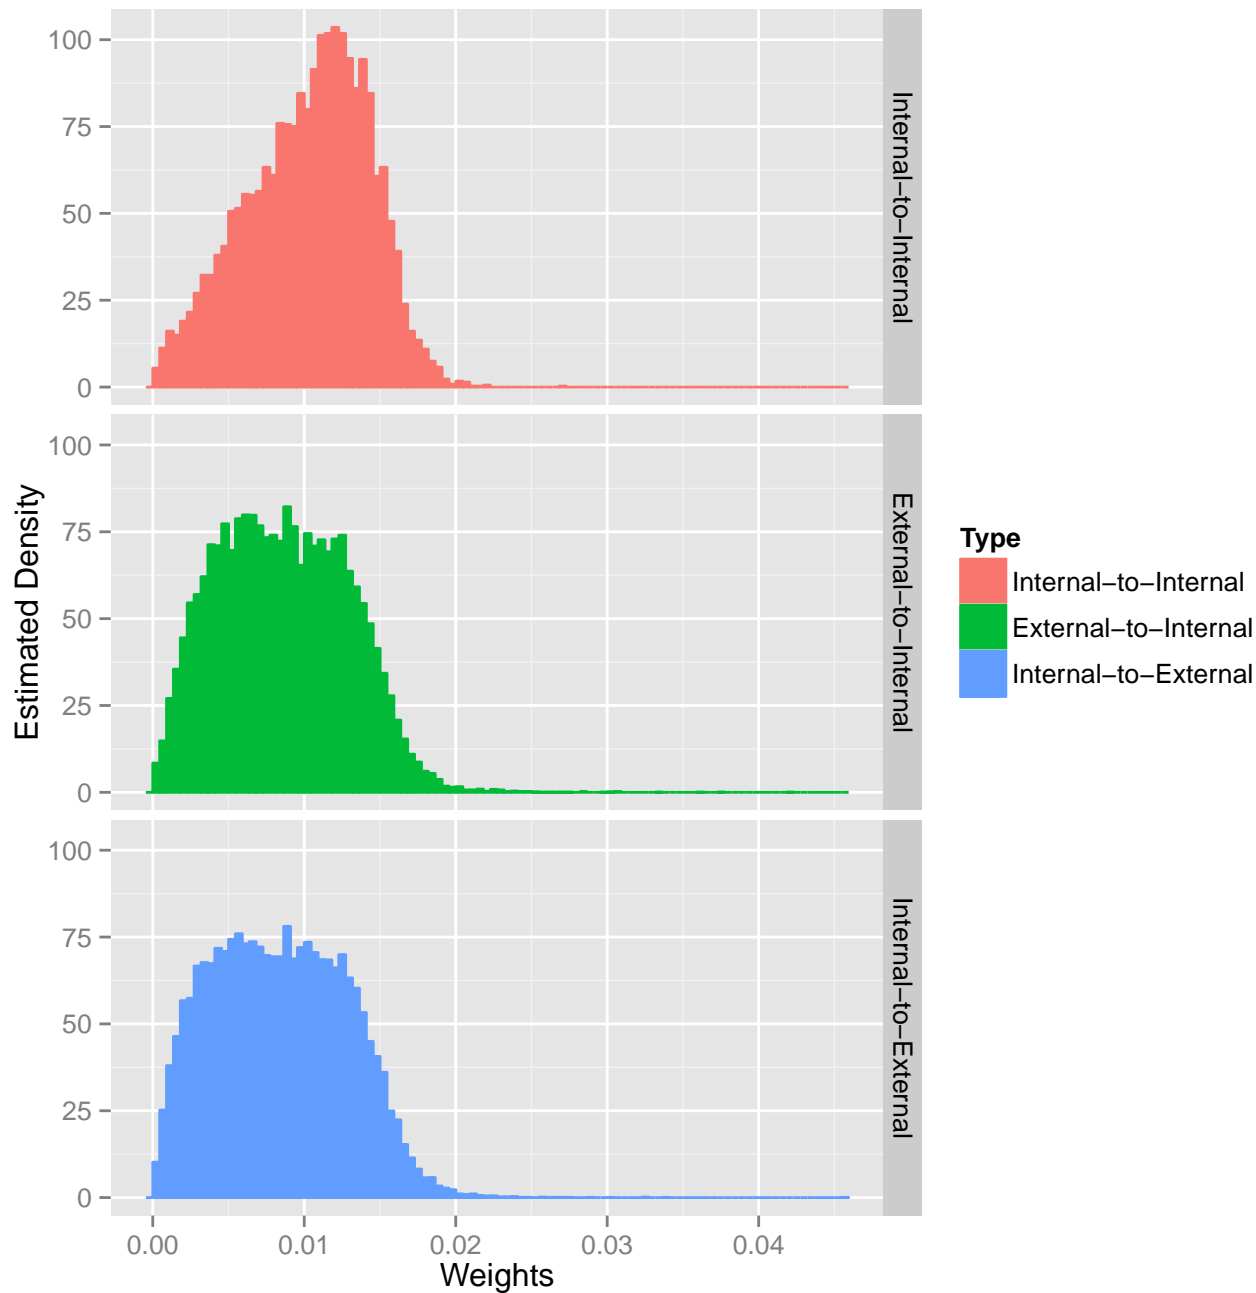 100
75
50
25
0
Internal−to−Internal
100
75
50
25
0
External−to−Internal
100
75
50
25
0
Internal−to−External
Estimated Density
0.00 0.01 0.02 0.03 0.04
Weights
Type
Internal−to−Internal
External−to−Internal
Internal−to−External